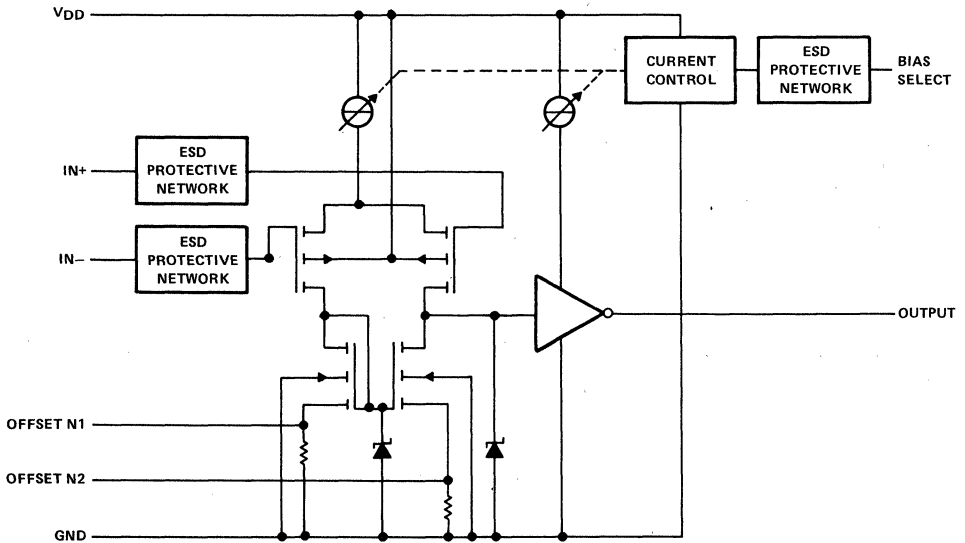 VDD
CURRENT
CONTROL
ESD
PROTECTIVE
NETWORK
BIAS
SELECT
IN+
ESD
PROTECTIVE
NETWORK
IN−
ESD
PROTECTIVE
NETWORK
OUTPUT
OFFSET N1
OFFSET N2
GND